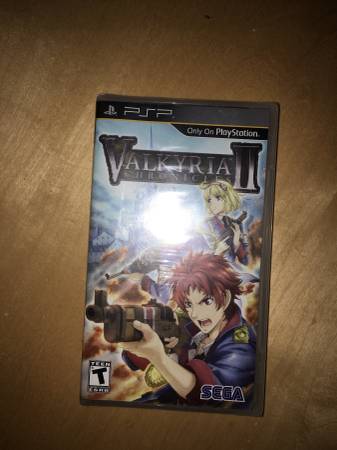 PSP
Only On PlayStation.
VALKYRIA II
CHRONICLES
TEEN
T
ESRB
SEGA